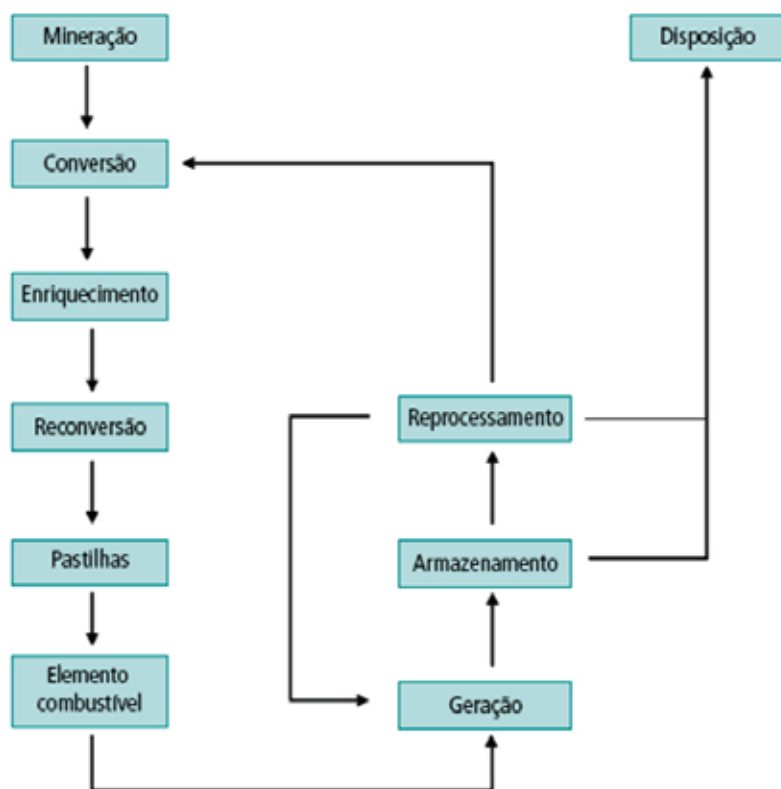 Mineração
Disposição
Conversão
Enriquecimento
Reprocessamento
Reconversão
Pastilhas
Armazenamento
Elemento
combustível
Geração